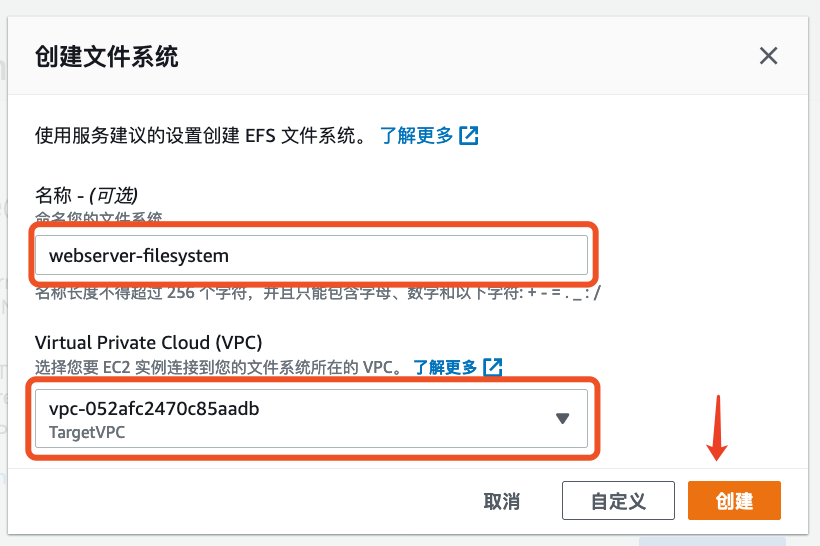 创建文件系统
使用服务建议的设置创建 EFS 文件系统。 了解更多
名称 - (可选)
命名您的文件系统
webserver-filesystem
名称长度不得超过 256 个字符，并且只能包含字母、数字和以下字符: + - = . _ : /
Virtual Private Cloud (VPC)
选择您要 EC2 实例连接到您的文件系统所在的 VPC。 了解更多
vpc-052afc2470c85aadb
TargetVPC
取消 自定义 创建